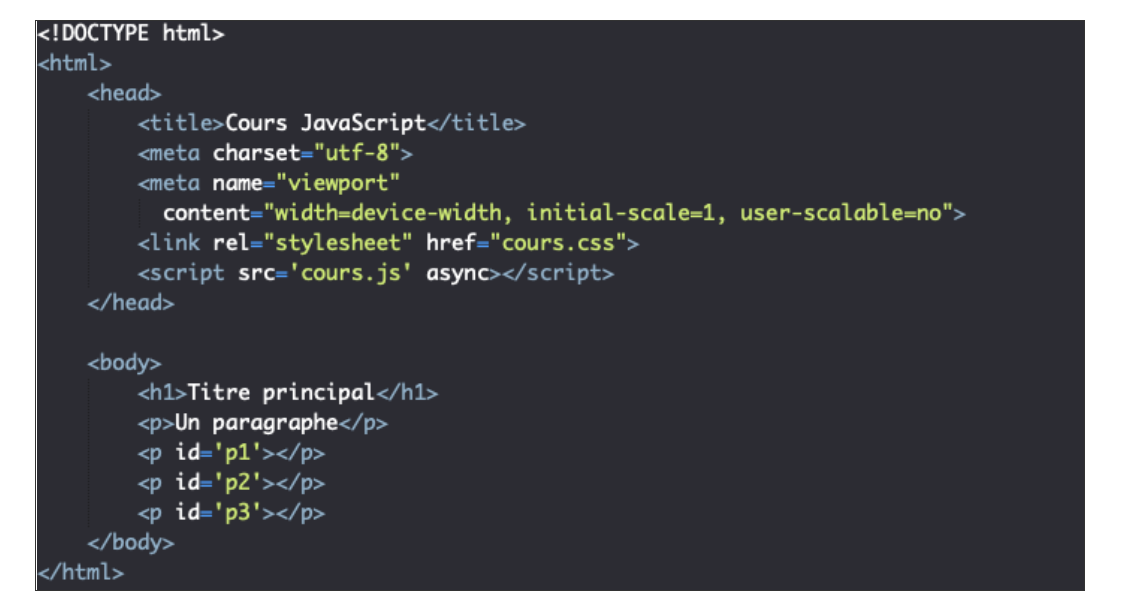 <!DOCTYPE html>
<html>
    <head>
        <title>Cours JavaScript</title>
        <meta charset="utf-8">
        <meta name="viewport"
          content="width=device-width, initial-scale=1, user-scalable=no">
        <link rel="stylesheet" href="cours.css">
        <script src='cours.js' async></script>
    </head>

    <body>
        <h1>Titre principal</h1>
        <p>Un paragraphe</p>
        <p id='p1'></p>
        <p id='p2'></p>
        <p id='p3'></p>
    </body>
</html>